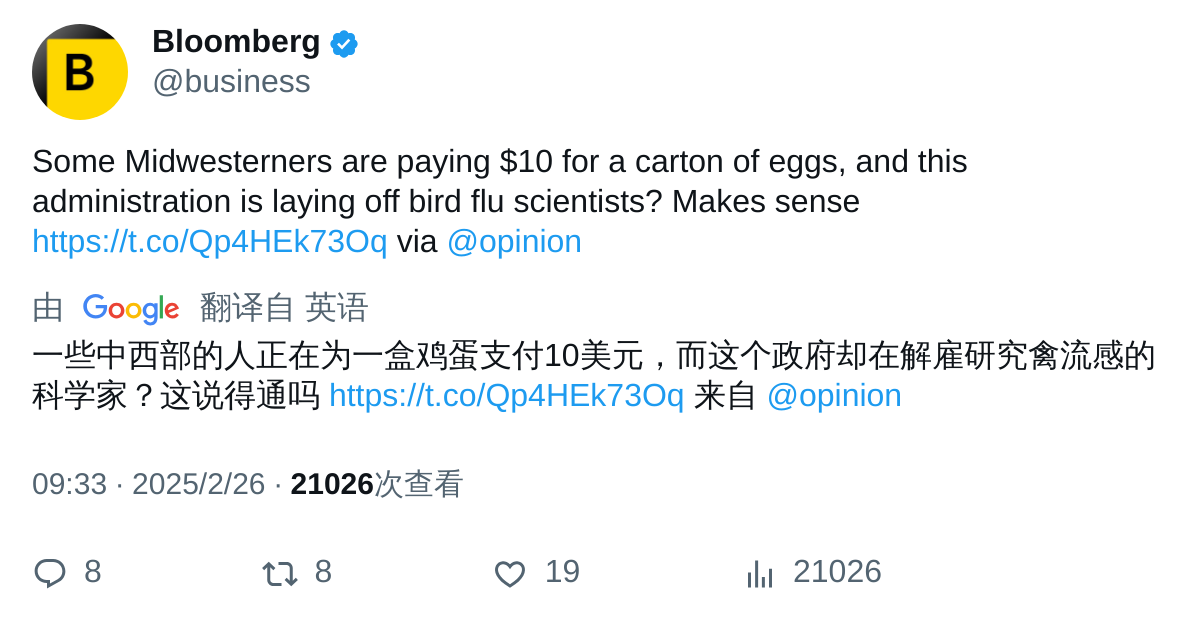 B
Bloomberg
@business
Some Midwesterners are paying $10 for a carton of eggs, and this
administration is laying off bird flu scientists? Makes sense
https://t.co/Qp4HEk73Oq via @opinion
由 Google 翻译自 英语
一些中西部的人正在为一盒鸡蛋支付10美元，而这个政府却在解雇研究禽流感的
科学家？这说得通吗 https://t.co/Qp4HEk73Oq 来自 @opinion
09:33 · 2025/2/26 · 21026次查看
8 8 19 21026